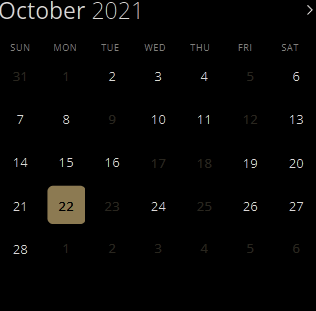 October 2021
SUN MON TUE WED THU FRI SAT
31 1 2 3 4 5 6
7 8 9 10 11 12 13
14 15 16 17 18 19 20
21 22 23 24 25 26 27
28 1 2 3 4 5 6